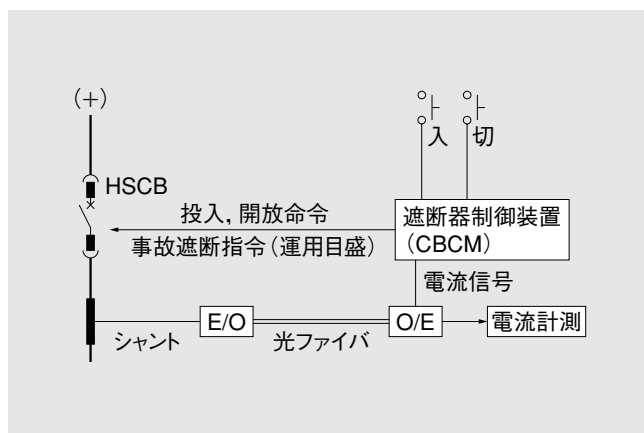 (+)
入 切
HSCB
投入，開放命令
事故遮断指令（運用目盛）
遮断器制御装置
（CBCM）
電流信号
E/O
O/E
電流計測
シャント
光ファイバ